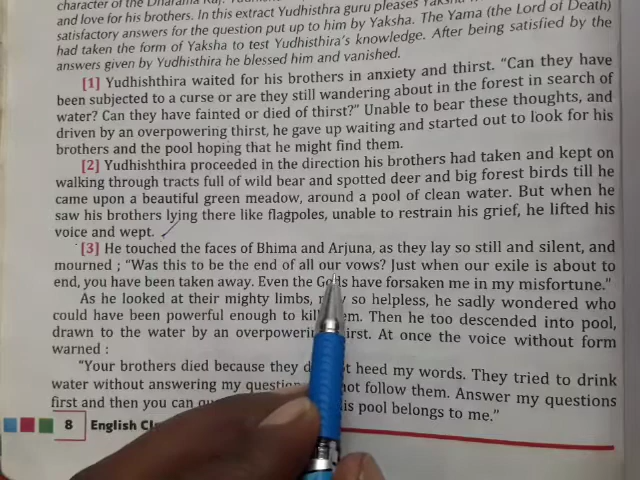 character of the Dharama Raj.
and love for his brothers. In this extract Yudhisthira guru pleases Yaksha
satisfactory answers for the question put up to him by Yaksha. The Yama (the Lord of Death)
had taken the form of Yaksha to test Yudhisthira's knowledge. After being satisfied by the
answers given by Yudhisthira he blessed him and vanished.
[1] Yudhishthira waited for his brothers in anxiety and thirst. "Can they have
been subjected to a curse or are they still wandering about in the forest in search of
water? Can they have fainted or died of thirst?" Unable to bear these thoughts, and
driven by an overpowering thirst, he gave up waiting and started out to look for his
brothers and the pool hoping that he might find them.
[2] Yudhishthira proceeded in the direction his brothers had taken and kept on
walking through tracts full of wild bear and spotted deer and big forest birds till he
came upon a beautiful green meadow, around a pool of clean water. But when he
saw his brothers lying there like flagpoles, unable to restrain his grief, he lifted his
voice and wept.
[3] He touched the faces of Bhima and Arjuna, as they lay so still and silent, and
mourned ; "Was this to be the end of all our vows? Just when our exile is about to
end, you have been taken away. Even the Gods have forsaken me in my misfortune."
As he looked at their mighty limbs, so helpless, he sadly wondered who
could have been powerful enough to kill them. Then he too descended into pool,
drawn to the water by an overpowering thirst. At once the voice without form
warned :
"Your brothers died because they heed my words. They tried to drink
water without answering my not follow them. Answer my questions
first and then you can pool belongs to me."
8 English